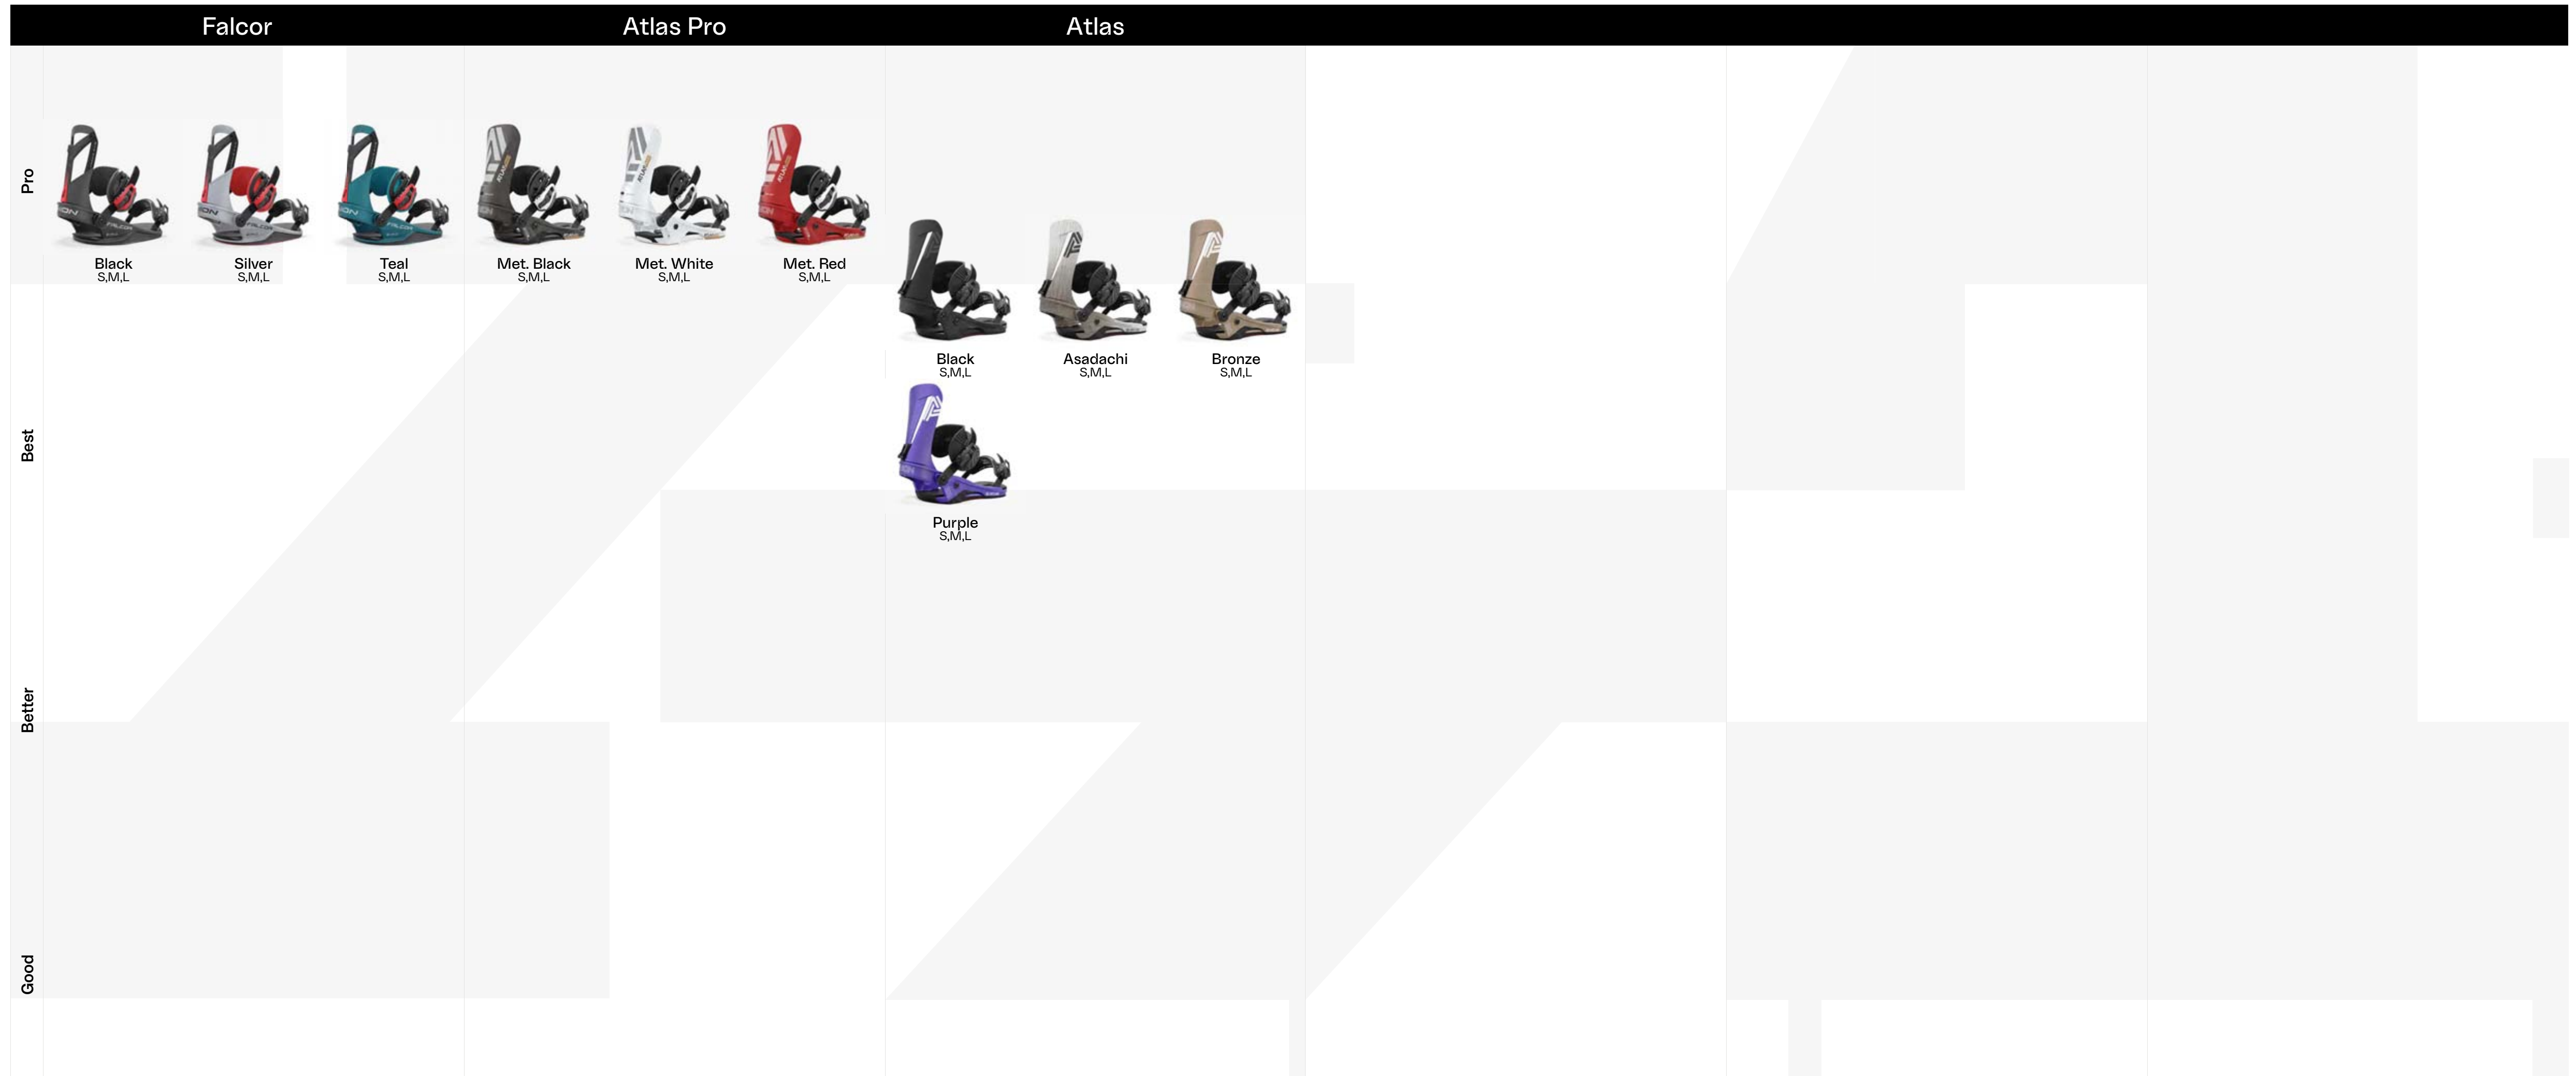 Falcor
Atlas Pro
Atlas
Pro
Black
S,M,L
Silver
S,M,L
Teal
S,M,L
Met. Black
S,M,L
Met. White
S,M,L
Met. Red
S,M,L
Black
S,M,L
Asadachi
S,M,L
Bronze
S,M,L
Best
Purple
S,M,L
Better
Good